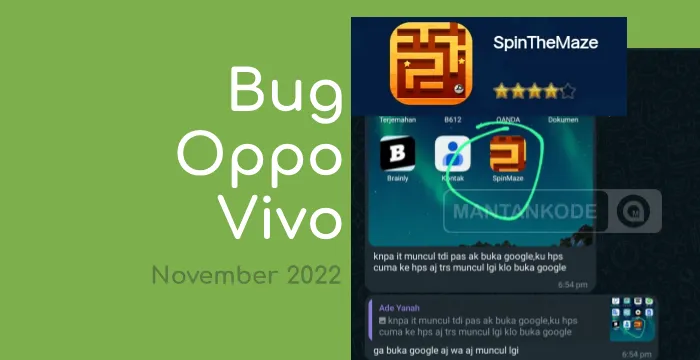 SpinTheMaze
Bug
Oppo
Vivo
November 2022
Terjemahan B612 OANDA Dokumen
B
Brainly Kontak SpinMaze
MANTANKODE
knpa it muncul tdi pas ak buka google,ku hps
cuma ke hps aj trs muncul lgi klo buka google
6:54 pm
Ade Yanah
knpa it muncul tdi pas ak buka google,ku hps
cuma ke hps aj trs muncul lgi klo buka google
ga buka google aj wa aj muncul lgi
6:54 pm